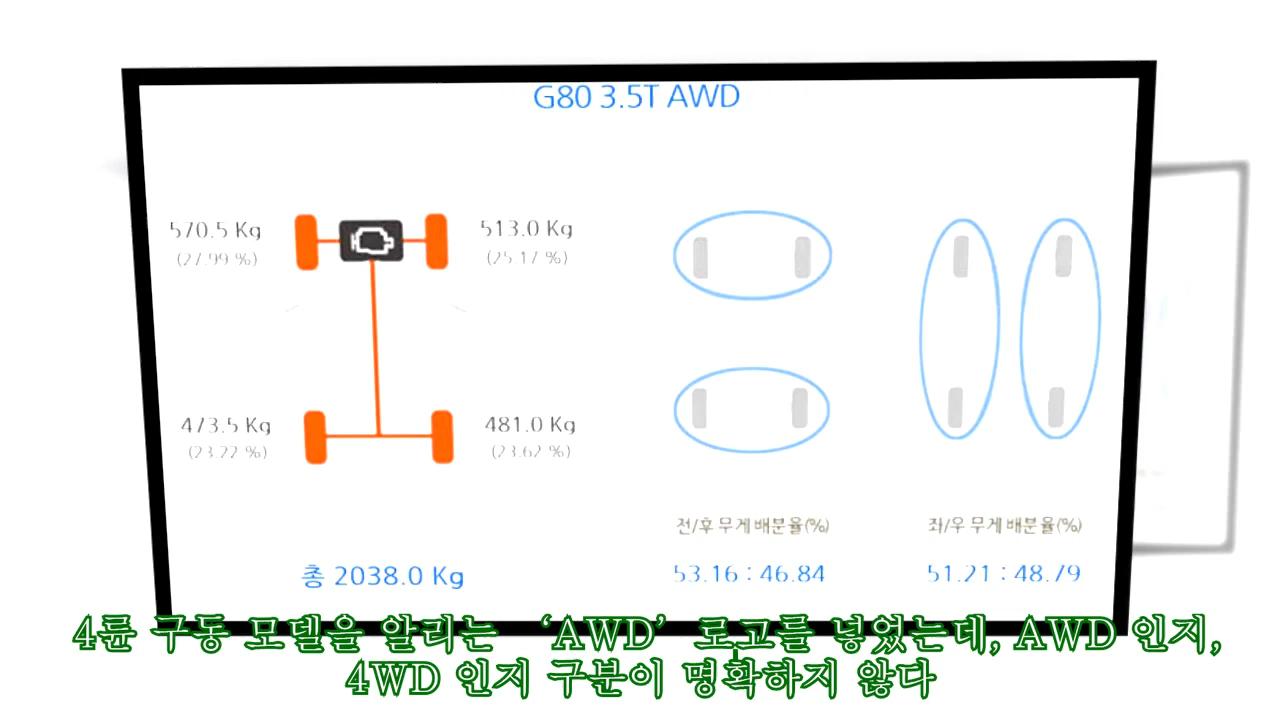 G80 3.5T AWD
570.5 Kg
(27.99 %)
513.0 Kg
(25.17 %)
473.5 Kg
(23.22 %)
481.0 Kg
(23.62 %)
전/후 무게 배분율(%)
좌/우 무게 배분율(%)
총 2038.0 Kg
53.16 : 46.84
51.21 : 48.79
4륜 구동 모델을 알리는 ‘AWD’ 로고를 넣었는데, AWD 인지,
4WD 인지 구분이 명확하지 않다